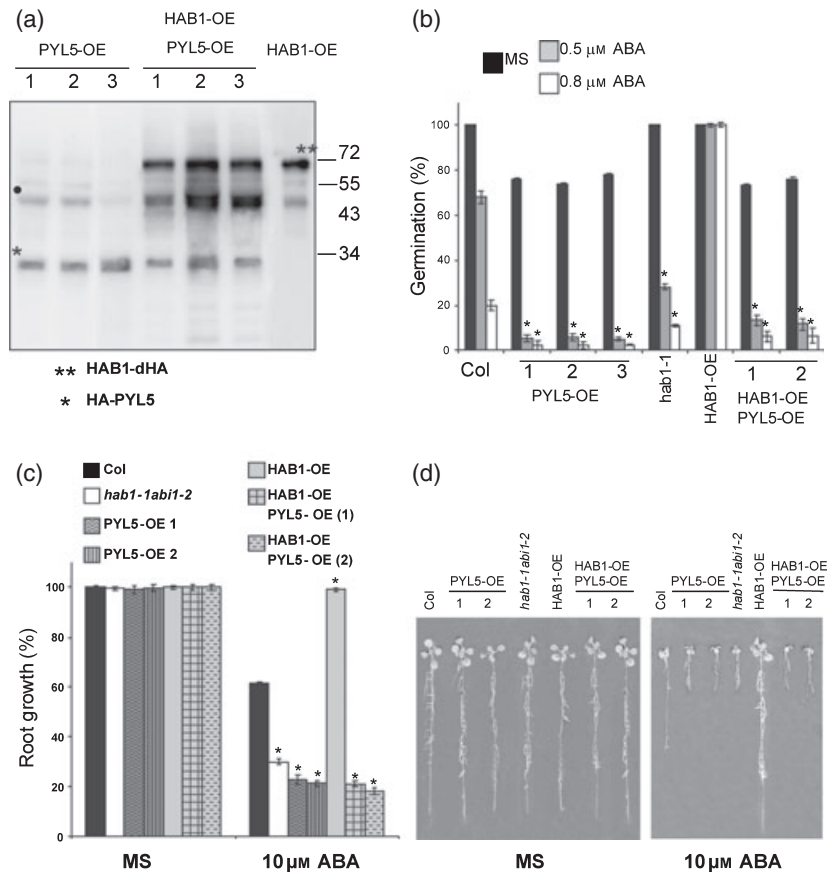 (a)
HAB1-OE
PYL5-OE PYL5-OE HAB1-OE
1 2 3 1 2 3
**
72
55
43
34
*
** HAB1-dHA
* HA-PYL5
(b)
MS
0.5 μM ABA
0.8 μM ABA
Germination (%)
100
80
60
40
20
0
* * * * * * * * * * * *
Col 1 2 3 hab1-1 HAB1-OE 1 2
PYL5-OE
HAB1-OE
PYL5-OE
(c)
Col
hab1-1abi1-2
PYL5-OE 1
PYL5-OE 2
HAB1-OE
HAB1-OE
PYL5-OE (1)
HAB1-OE
PYL5-OE (2)
Root growth (%)
100
80
60
40
20
0
* * * * * *
MS 10 μM ABA
(d)
Col PYL5-OE 1 2 hab1-1abi1-2 HAB1-OE HAB1-OE PYL5-OE 1 2
Col PYL5-OE 1 2 hab1-1abi1-2 HAB1-OE HAB1-OE PYL5-OE 1 2
MS 10 μM ABA